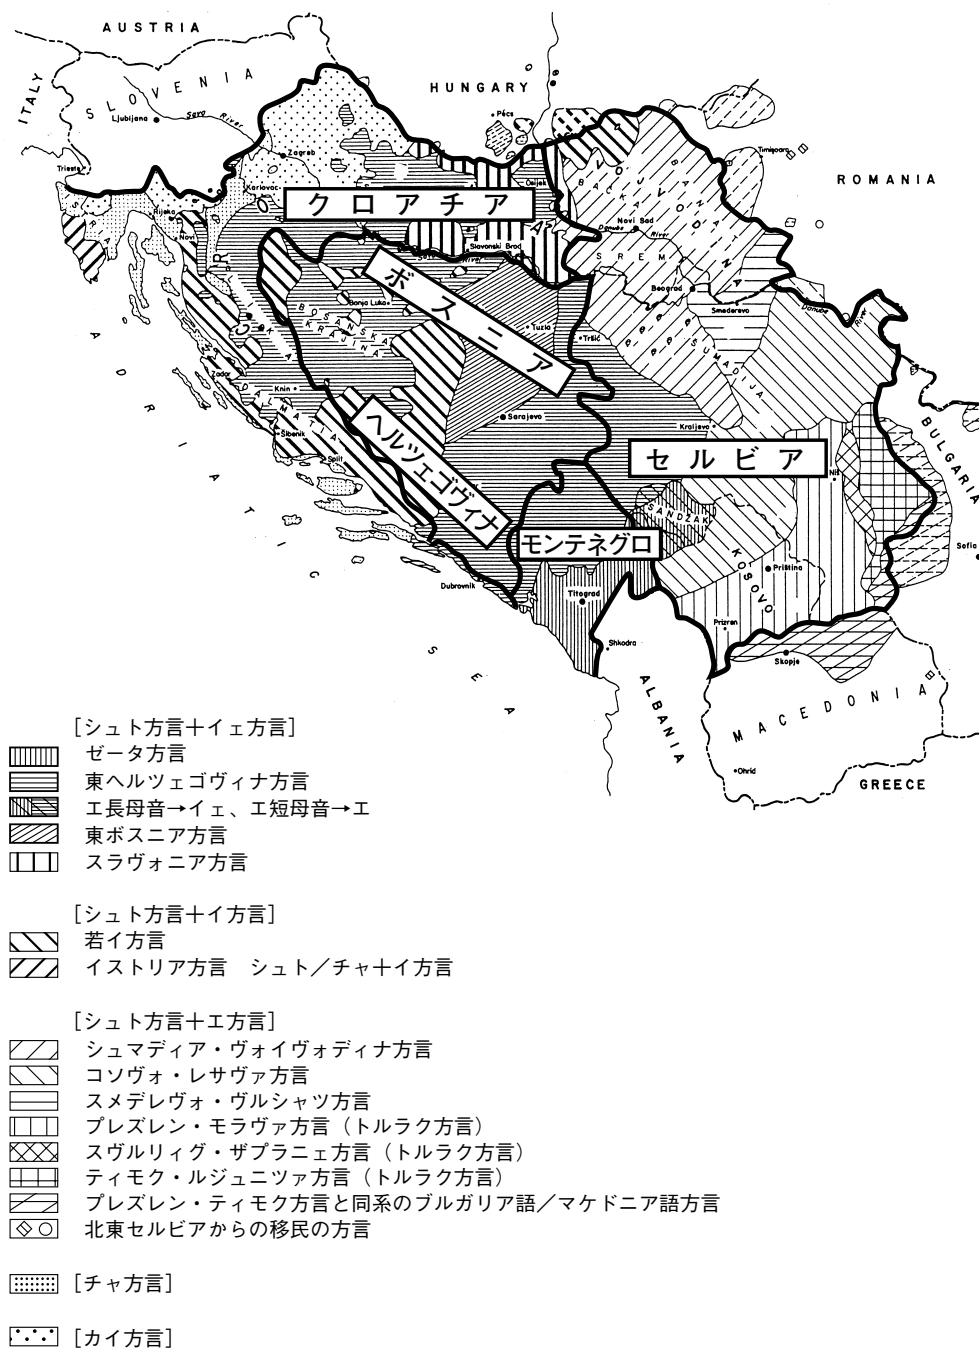 AUSTRIA
ITALY
SLOVENIA
HUNGARY
Pécs
Ljubljana
Sava River
Zagreb
Trieste
Timişoara
ROMANIA
Karlovac
Osijek
クロアチア
Rijeka
Novi
VOJVODINA
BAČKA
BANAT
Novi Sad
Danube River
Slavonski Brod
Sava River
SREM
ISTRA
ボスニア
Banja Luka
BOSANSKA
KRAJINA
Beograd
Smederevo
Danube River
Tuzla
Tršić
ŠUMADIJA
LIKA
Zadar
Knin
DALMATIA
Šibenik
Split
Sarajevo
Kraljevo
ヘルツェゴヴィナ
セルビア
Niš
BULGARIA
SANDŽAK
モンテネグロ
KOSOVO
Priština
Sofia
Dubrovnik
Titograd
Prizren
Shkodra
Skopje
ADRIATIC SEA
ALBANIA
MACEDONIA
Ohrid
GREECE
[シュト方言＋イェ方言]
ゼータ方言
東ヘルツェゴヴィナ方言
エ長母音→イェ、エ短母音→エ
東ボスニア方言
スラヴォニア方言
[シュト方言＋イ方言]
若イ方言
イストリア方言　シュト／チャ＋イ方言
[シュト方言＋エ方言]
シュマディア・ヴォイヴォディナ方言
コソヴォ・レサヴァ方言
スメデレヴォ・ヴルシャツ方言
プレズレン・モラヴァ方言（トルラク方言）
スヴルリィグ・ザプラニェ方言（トルラク方言）
ティモク・ルジュニツァ方言（トルラク方言）
プレズレン・ティモク方言と同系のブルガリア語／マケドニア語方言
北東セルビアからの移民の方言
[チャ方言]
[カイ方言]